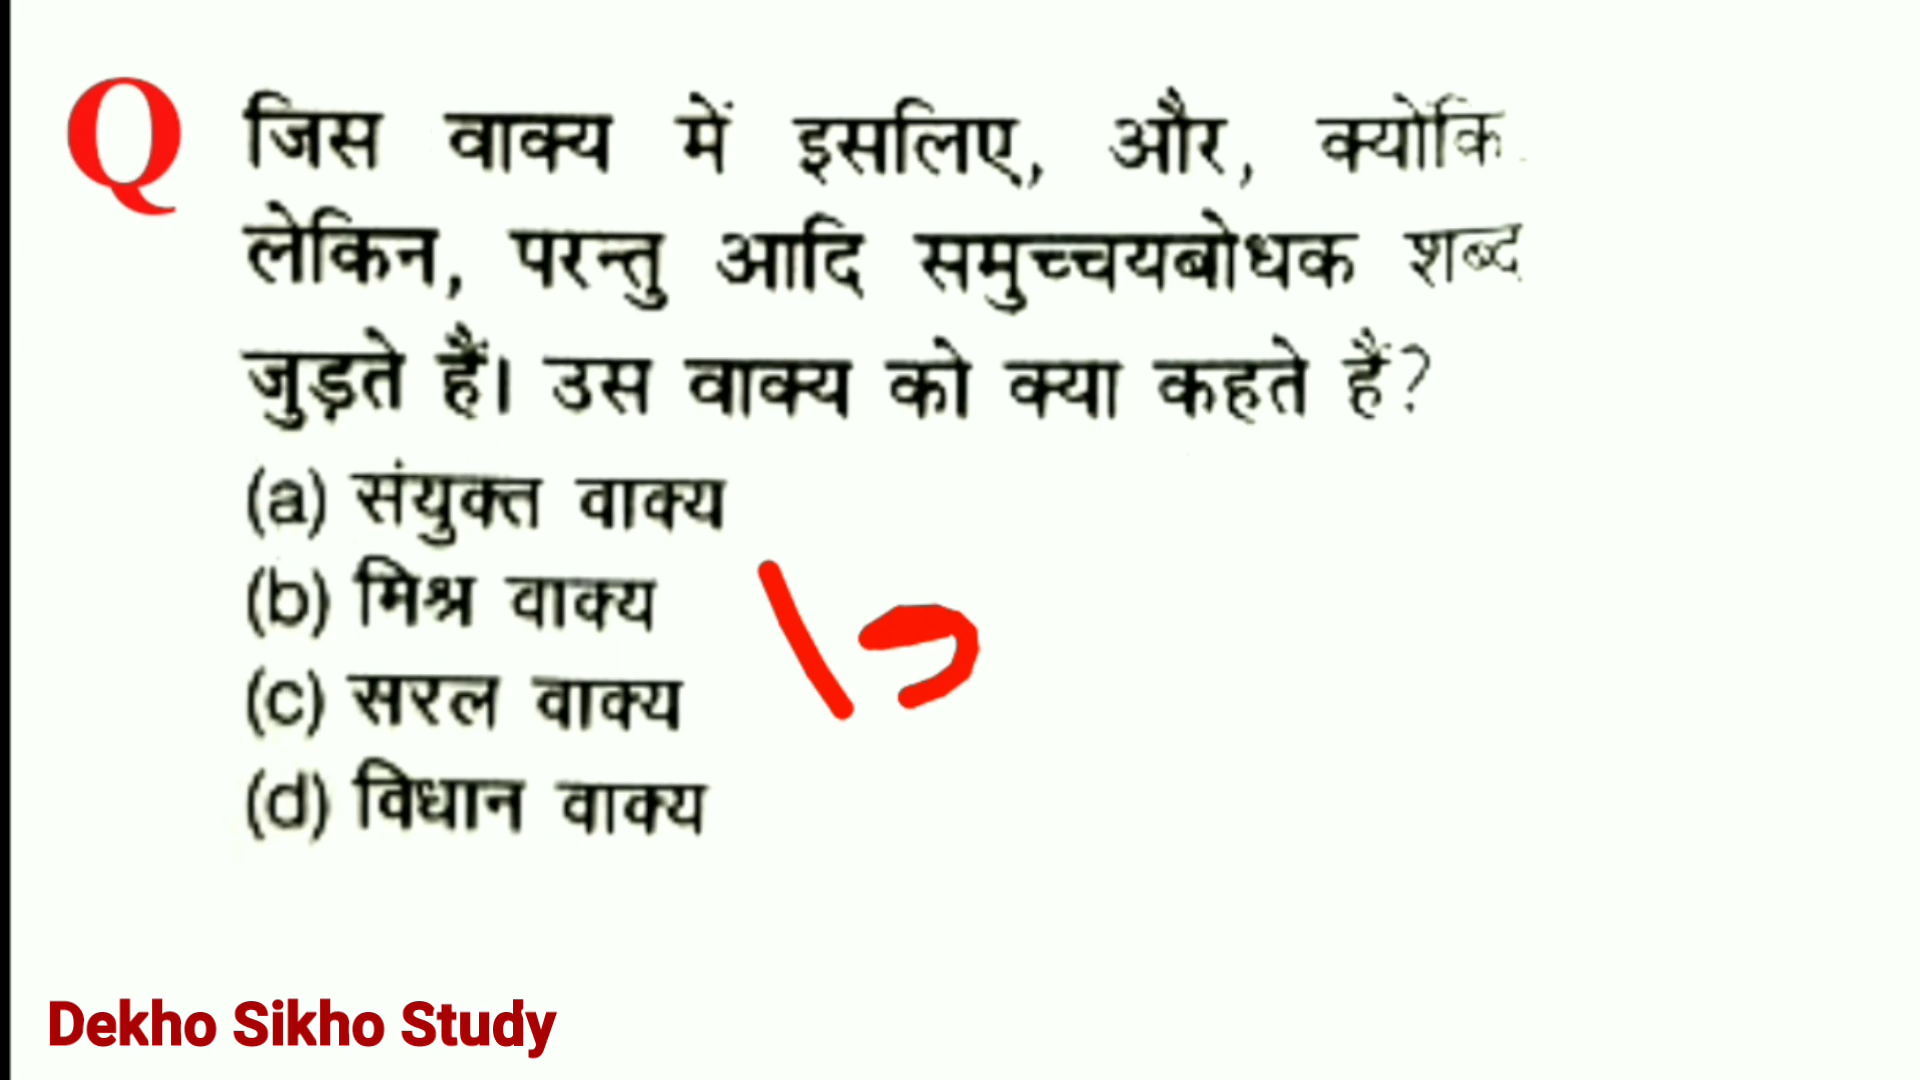 Q जिस वाक्य में इसलिए, और, क्योंकि
लेकिन, परन्तु आदि समुच्चयबोधक शब्द
जुड़ते हैं। उस वाक्य को क्या कहते हैं?
(a) संयुक्त वाक्य
(b) मिश्र वाक्य
(c) सरल वाक्य
(d) विधान वाक्य
Dekho Sikho Study